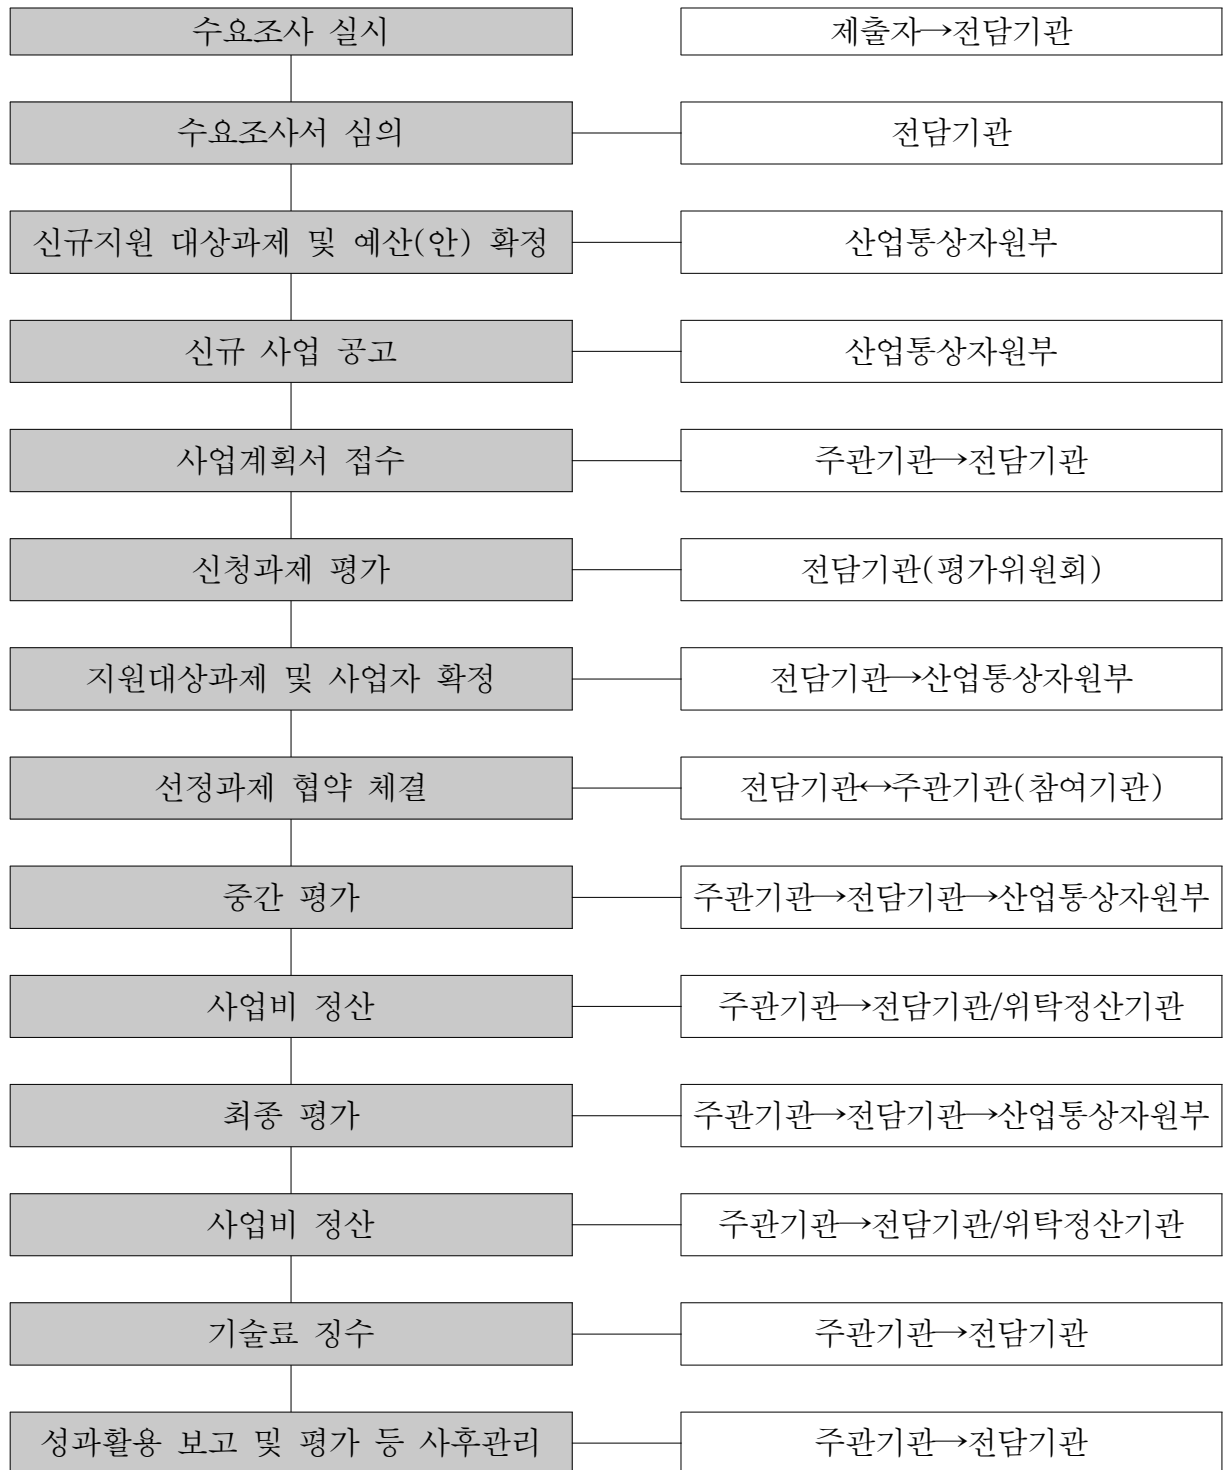 수요조사 실시
제출자→전담기관
수요조사서 심의
전담기관
신규지원 대상과제 및 예산(안) 확정
산업통상자원부
신규 사업 공고
산업통상자원부
사업계획서 접수
주관기관→전담기관
신청과제 평가
전담기관(평가위원회)
지원대상과제 및 사업자 확정
전담기관→산업통상자원부
선정과제 협약 체결
전담기관↔주관기관(참여기관)
중간 평가
주관기관→전담기관→산업통상자원부
사업비 정산
주관기관→전담기관/위탁정산기관
최종 평가
주관기관→전담기관→산업통상자원부
사업비 정산
주관기관→전담기관/위탁정산기관
기술료 징수
주관기관→전담기관
성과활용 보고 및 평가 등 사후관리
주관기관→전담기관